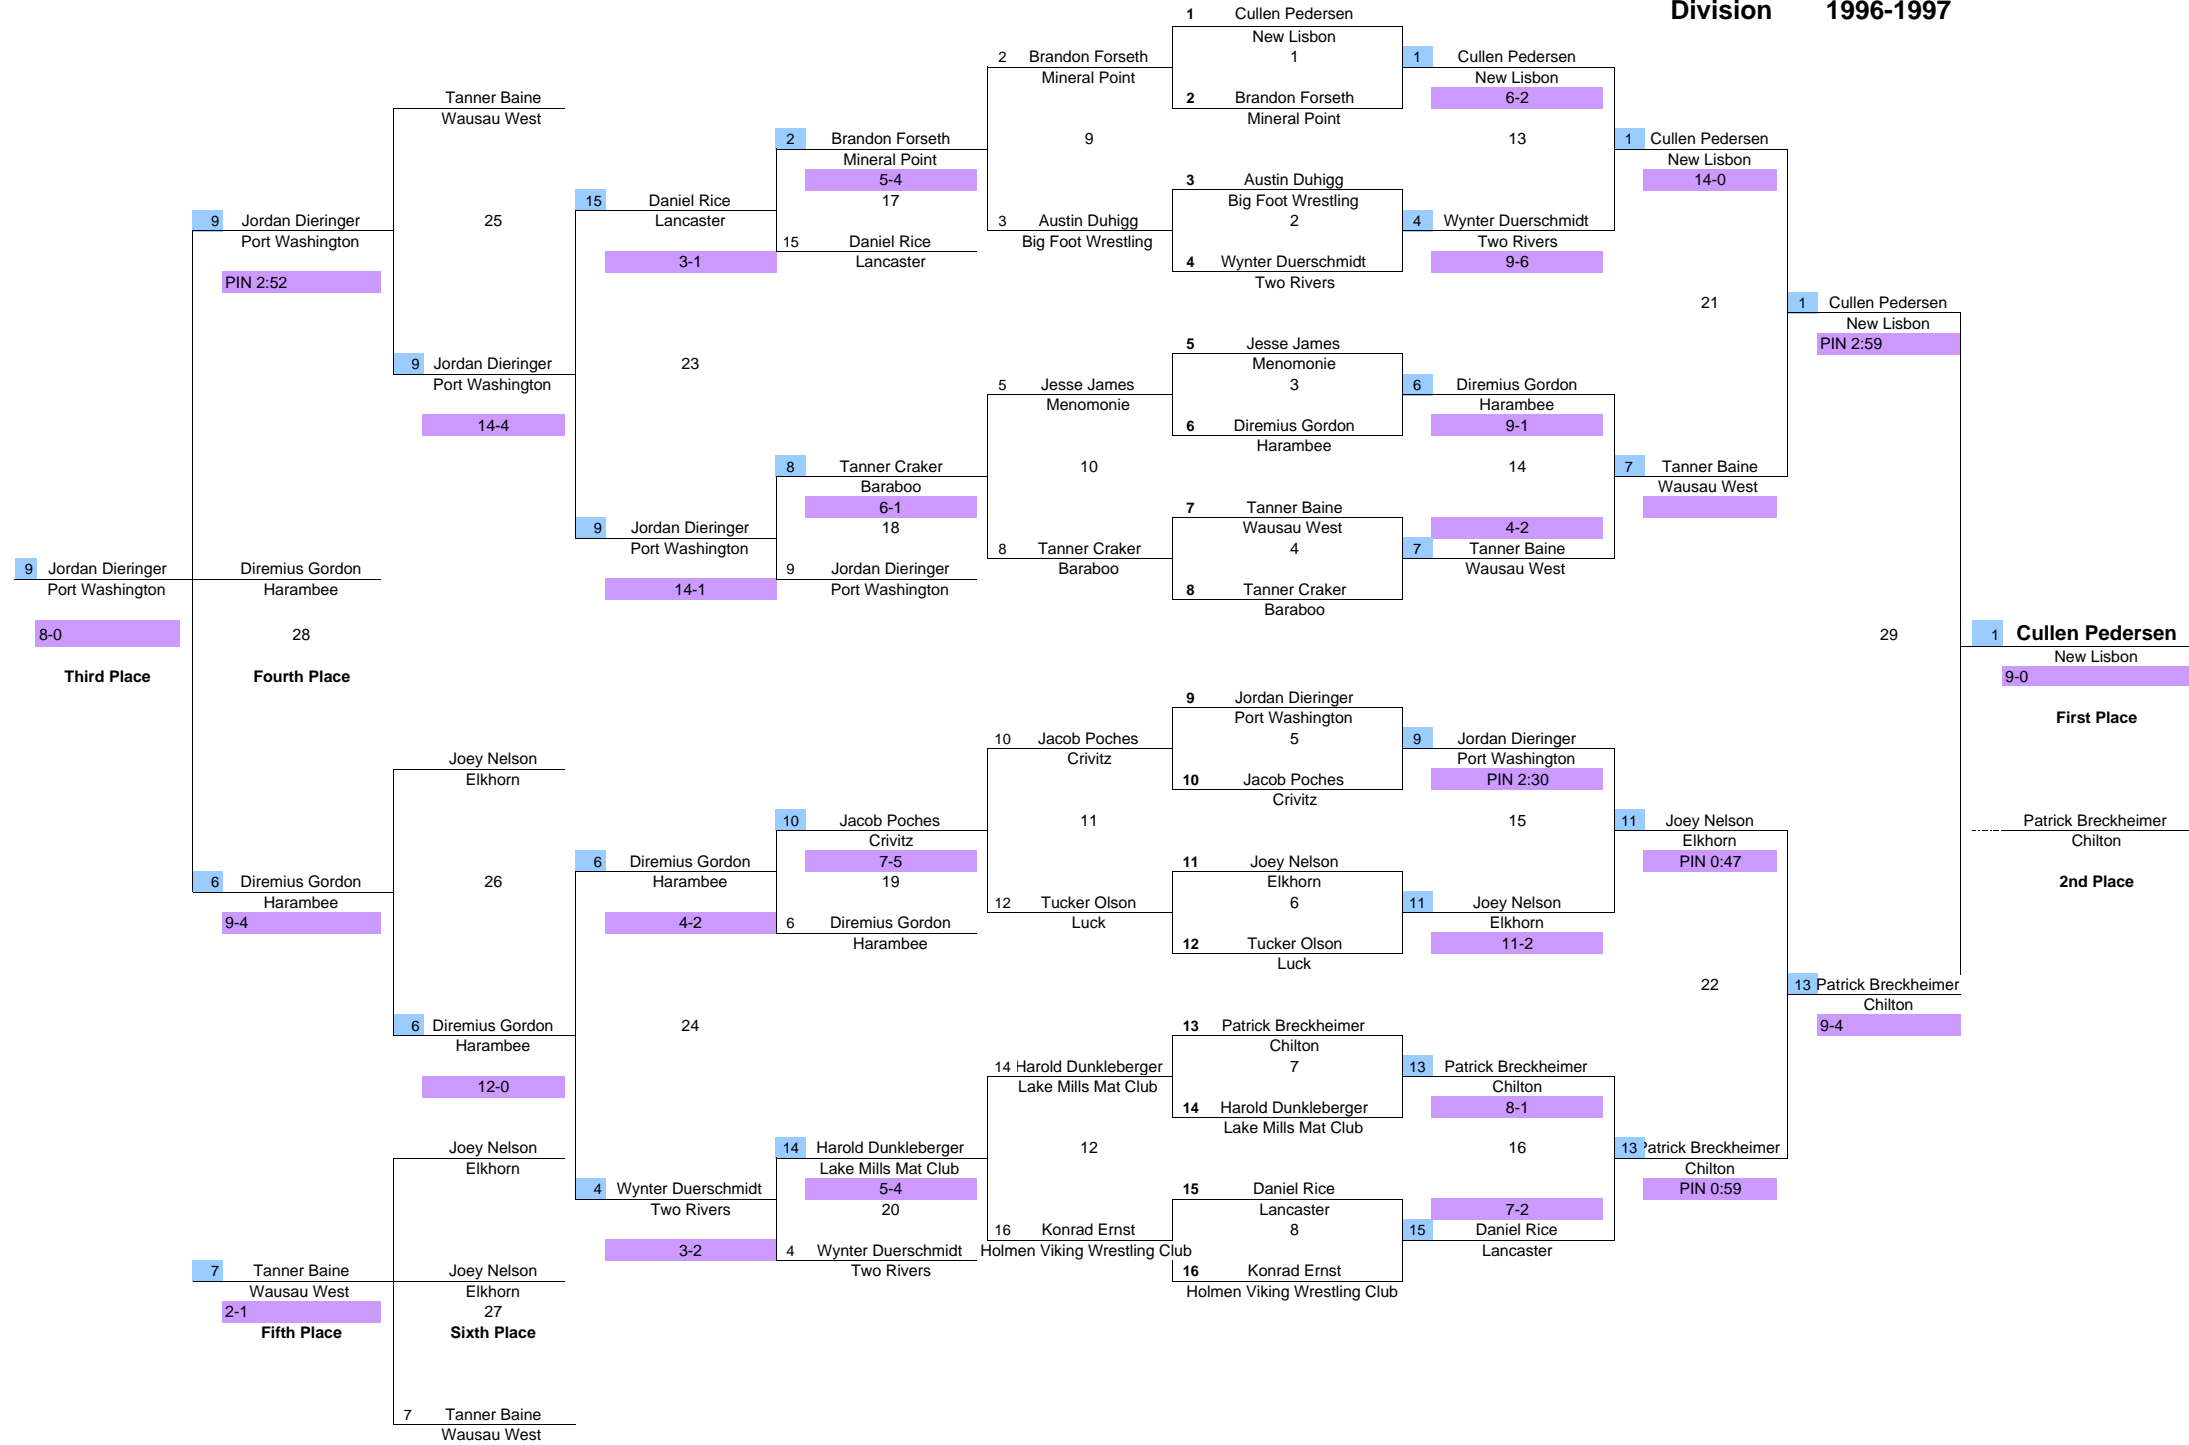 Division 1996-1997
1 Cullen Pedersen
New Lisbon
1
2 Brandon Forseth
Mineral Point
3 Austin Duhigg
Big Foot Wrestling
2
4 Wynter Duerschmidt
Two Rivers
5 Jesse James
Menomonie
3
6 Diremius Gordon
Harambee
7 Tanner Baine
Wausau West
4
8 Tanner Craker
Baraboo
9 Jordan Dieringer
Port Washington
5
10 Jacob Poches
Crivitz
11 Joey Nelson
Elkhorn
6
12 Tucker Olson
Luck
13 Patrick Breckheimer
Chilton
7
14 Harold Dunkleberger
Lake Mills Mat Club
15 Daniel Rice
Lancaster
8
16 Konrad Ernst
Holmen Viking Wrestling Club
1 Cullen Pedersen
New Lisbon
6-2
13
4 Wynter Duerschmidt
Two Rivers
9-6
6 Diremius Gordon
Harambee
9-1
14
4-2
7 Tanner Baine
Wausau West
9 Jordan Dieringer
Port Washington
PIN 2:30
15
11 Joey Nelson
Elkhorn
11-2
13 Patrick Breckheimer
Chilton
8-1
16
7-2
15 Daniel Rice
Lancaster
1 Cullen Pedersen
New Lisbon
14-0
21
7 Tanner Baine
Wausau West
11 Joey Nelson
Elkhorn
PIN 0:47
22
13 Patrick Breckheimer
Chilton
PIN 0:59
1 Cullen Pedersen
New Lisbon
PIN 2:59
29
13 Patrick Breckheimer
Chilton
9-4
1 Cullen Pedersen
New Lisbon
9-0
First Place
Patrick Breckheimer
Chilton
2nd Place
2 Brandon Forseth
Mineral Point
9
3 Austin Duhigg
Big Foot Wrestling
5 Jesse James
Menomonie
10
8 Tanner Craker
Baraboo
10 Jacob Poches
Crivitz
11
12 Tucker Olson
Luck
14 Harold Dunkleberger
Lake Mills Mat Club
12
16 Konrad Ernst
Holmen Viking Wrestling Club
2 Brandon Forseth
Mineral Point
5-4
17
15 Daniel Rice
Lancaster
8 Tanner Craker
Baraboo
6-1
18
9 Jordan Dieringer
Port Washington
10 Jacob Poches
Crivitz
7-5
19
6 Diremius Gordon
Harambee
14 Harold Dunkleberger
Lake Mills Mat Club
5-4
20
4 Wynter Duerschmidt
Two Rivers
15 Daniel Rice
Lancaster
3-1
23
9 Jordan Dieringer
Port Washington
14-1
6 Diremius Gordon
Harambee
4-2
24
4 Wynter Duerschmidt
Two Rivers
3-2
Tanner Baine
Wausau West
25
9 Jordan Dieringer
Port Washington
14-4
Joey Nelson
Elkhorn
26
6 Diremius Gordon
Harambee
12-0
9 Jordan Dieringer
Port Washington
PIN 2:52
Diremius Gordon
Harambee
28
Fourth Place
6 Diremius Gordon
Harambee
9-4
9 Jordan Dieringer
Port Washington
8-0
Third Place
Joey Nelson
Elkhorn
7 Tanner Baine
Wausau West
2-1
Fifth Place
Joey Nelson
Elkhorn
27
Sixth Place
7 Tanner Baine
Wausau West